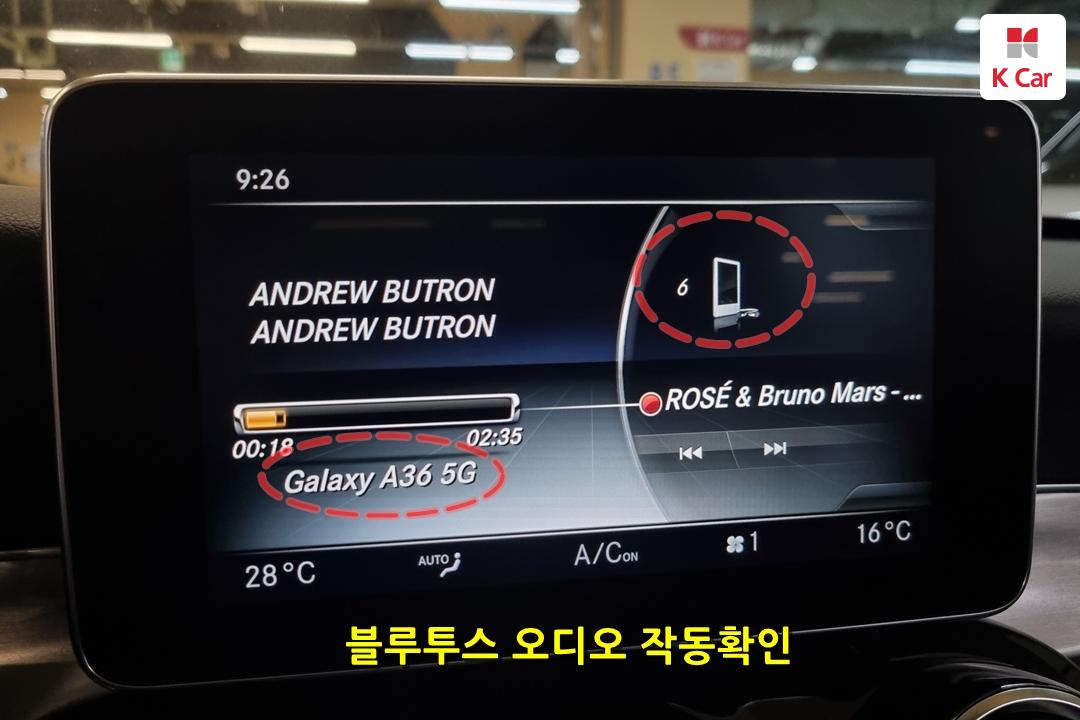 K Car
9:26
ANDREW BUTRON
ANDREW BUTRON
6
ROSÉ & Bruno Mars - ...
00:18
02:35
Galaxy A36 5G
28°C
AUTO
A/C ON
1
16°C
블루투스 오디오 작동확인